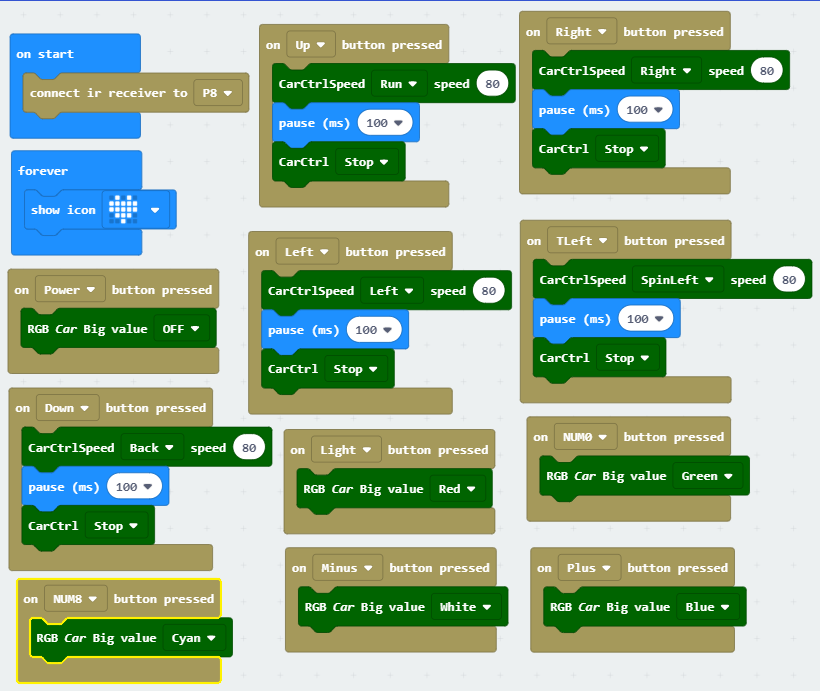 on start
connect ir receiver to P8
forever
show icon
on Power button pressed
RGB Car Big value OFF
on Down button pressed
CarCtrlSpeed Back speed 80
pause (ms) 100
CarCtrl Stop
on NUM8 button pressed
RGB Car Big value Cyan
on Up button pressed
CarCtrlSpeed Run speed 80
pause (ms) 100
CarCtrl Stop
on Left button pressed
CarCtrlSpeed Left speed 80
pause (ms) 100
CarCtrl Stop
on Light button pressed
RGB Car Big value Red
on Minus button pressed
RGB Car Big value White
on Right button pressed
CarCtrlSpeed Right speed 80
pause (ms) 100
CarCtrl Stop
on TLeft button pressed
CarCtrlSpeed SpinLeft speed 80
pause (ms) 100
CarCtrl Stop
on NUM0 button pressed
RGB Car Big value Green
on Plus button pressed
RGB Car Big value Blue